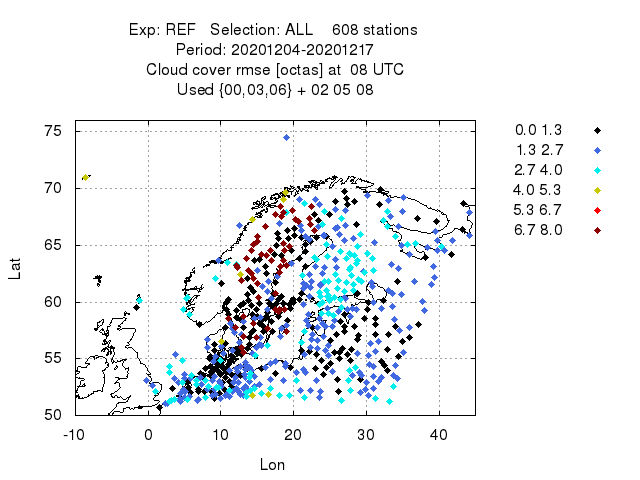 Exp: REF   Selection: ALL    608 stations
Period: 20201204-20201217
Cloud cover rmse [octas] at  08 UTC
Used {00,03,06} + 02 05 08
0.0 1.3
1.3 2.7
2.7 4.0
4.0 5.3
5.3 6.7
6.7 8.0
75
70
65
60
55
50
Lat
-10 0 10 20 30 40
Lon